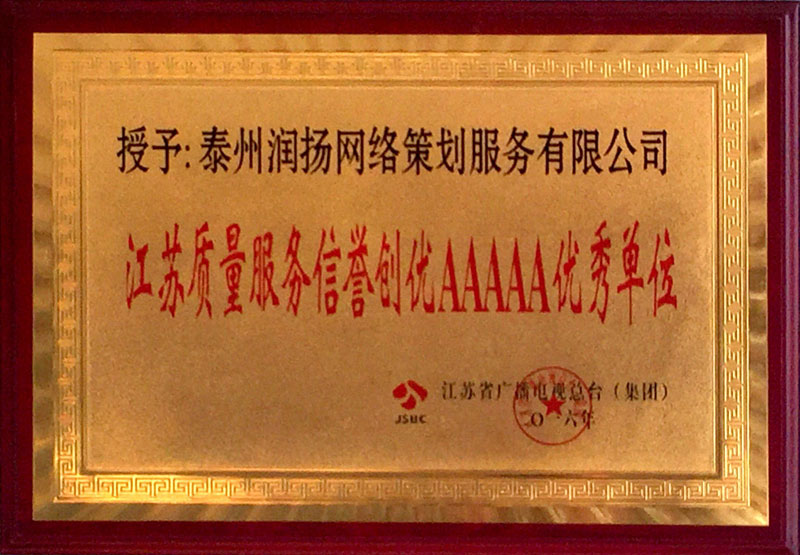 授予:泰州润扬网络策划服务有限公司
江苏质量服务信誉创优AAAAA优秀单位
江苏省广播电视总台（集团）
JSBC
二〇一六年